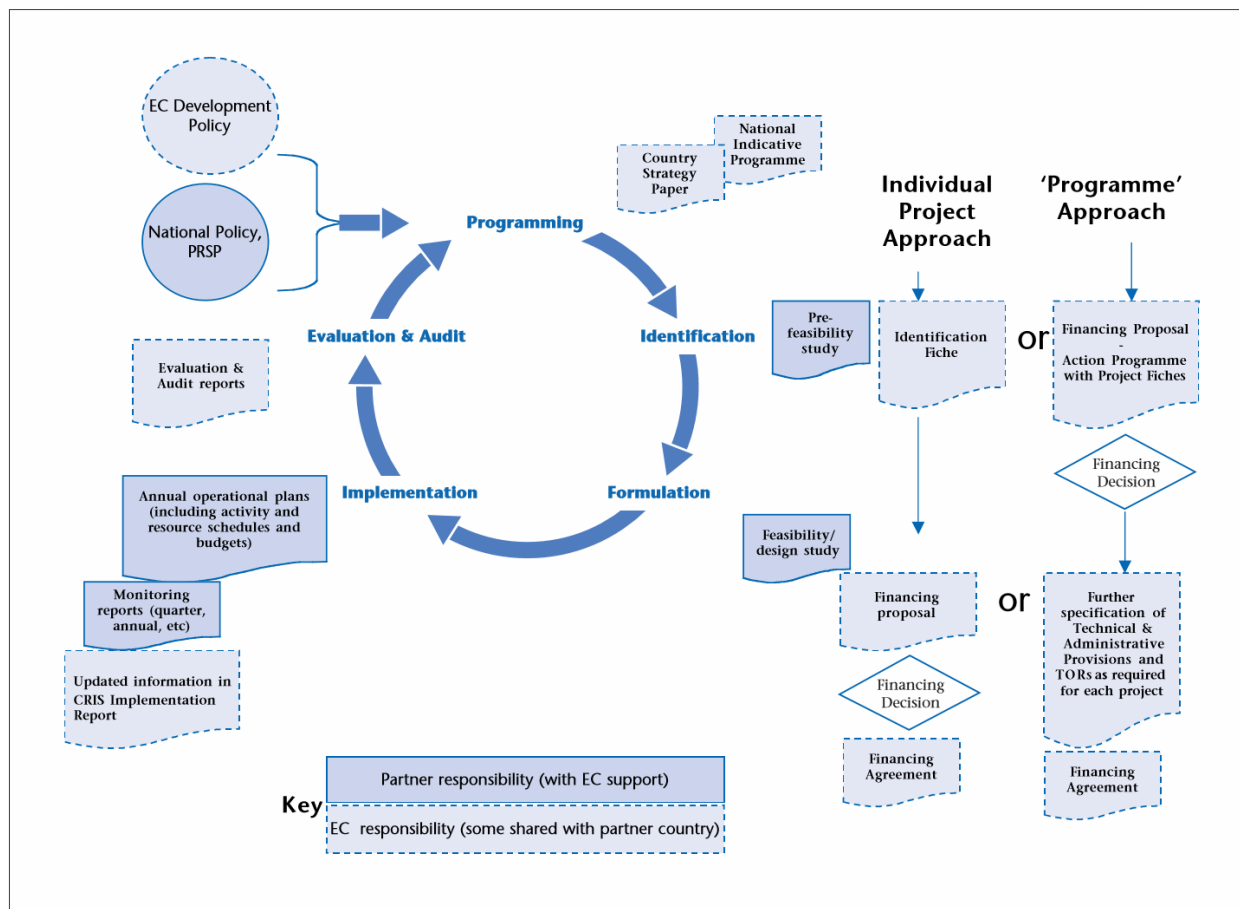 EC Development
Policy
National Policy,
PRSP
Programming
Country
Strategy
Paper
National
Indicative
Programme
Individual
Project
Approach
'Programme'
Approach
Evaluation & Audit
Identification
Pre-
feasibility
study
Identification
Fiche
or
Financing Proposal
-
Action Programme
with Project Fiches
Evaluation &
Audit reports
Financing
Decision
Implementation
Formulation
Annual operational plans
(including activity and
resource schedules and
budgets)
Feasibility/
design study
Monitoring
reports (quarter,
annual, etc)
Financing
proposal
or
Further
specification of
Technical &
Administrative
Provisions and
TORs as required
for each project
Updated information in
CRIS Implementation
Report
Financing
Decision
Financing
Agreement
Financing
Agreement
Key
Partner responsibility (with EC support)
EC responsibility (some shared with partner country)